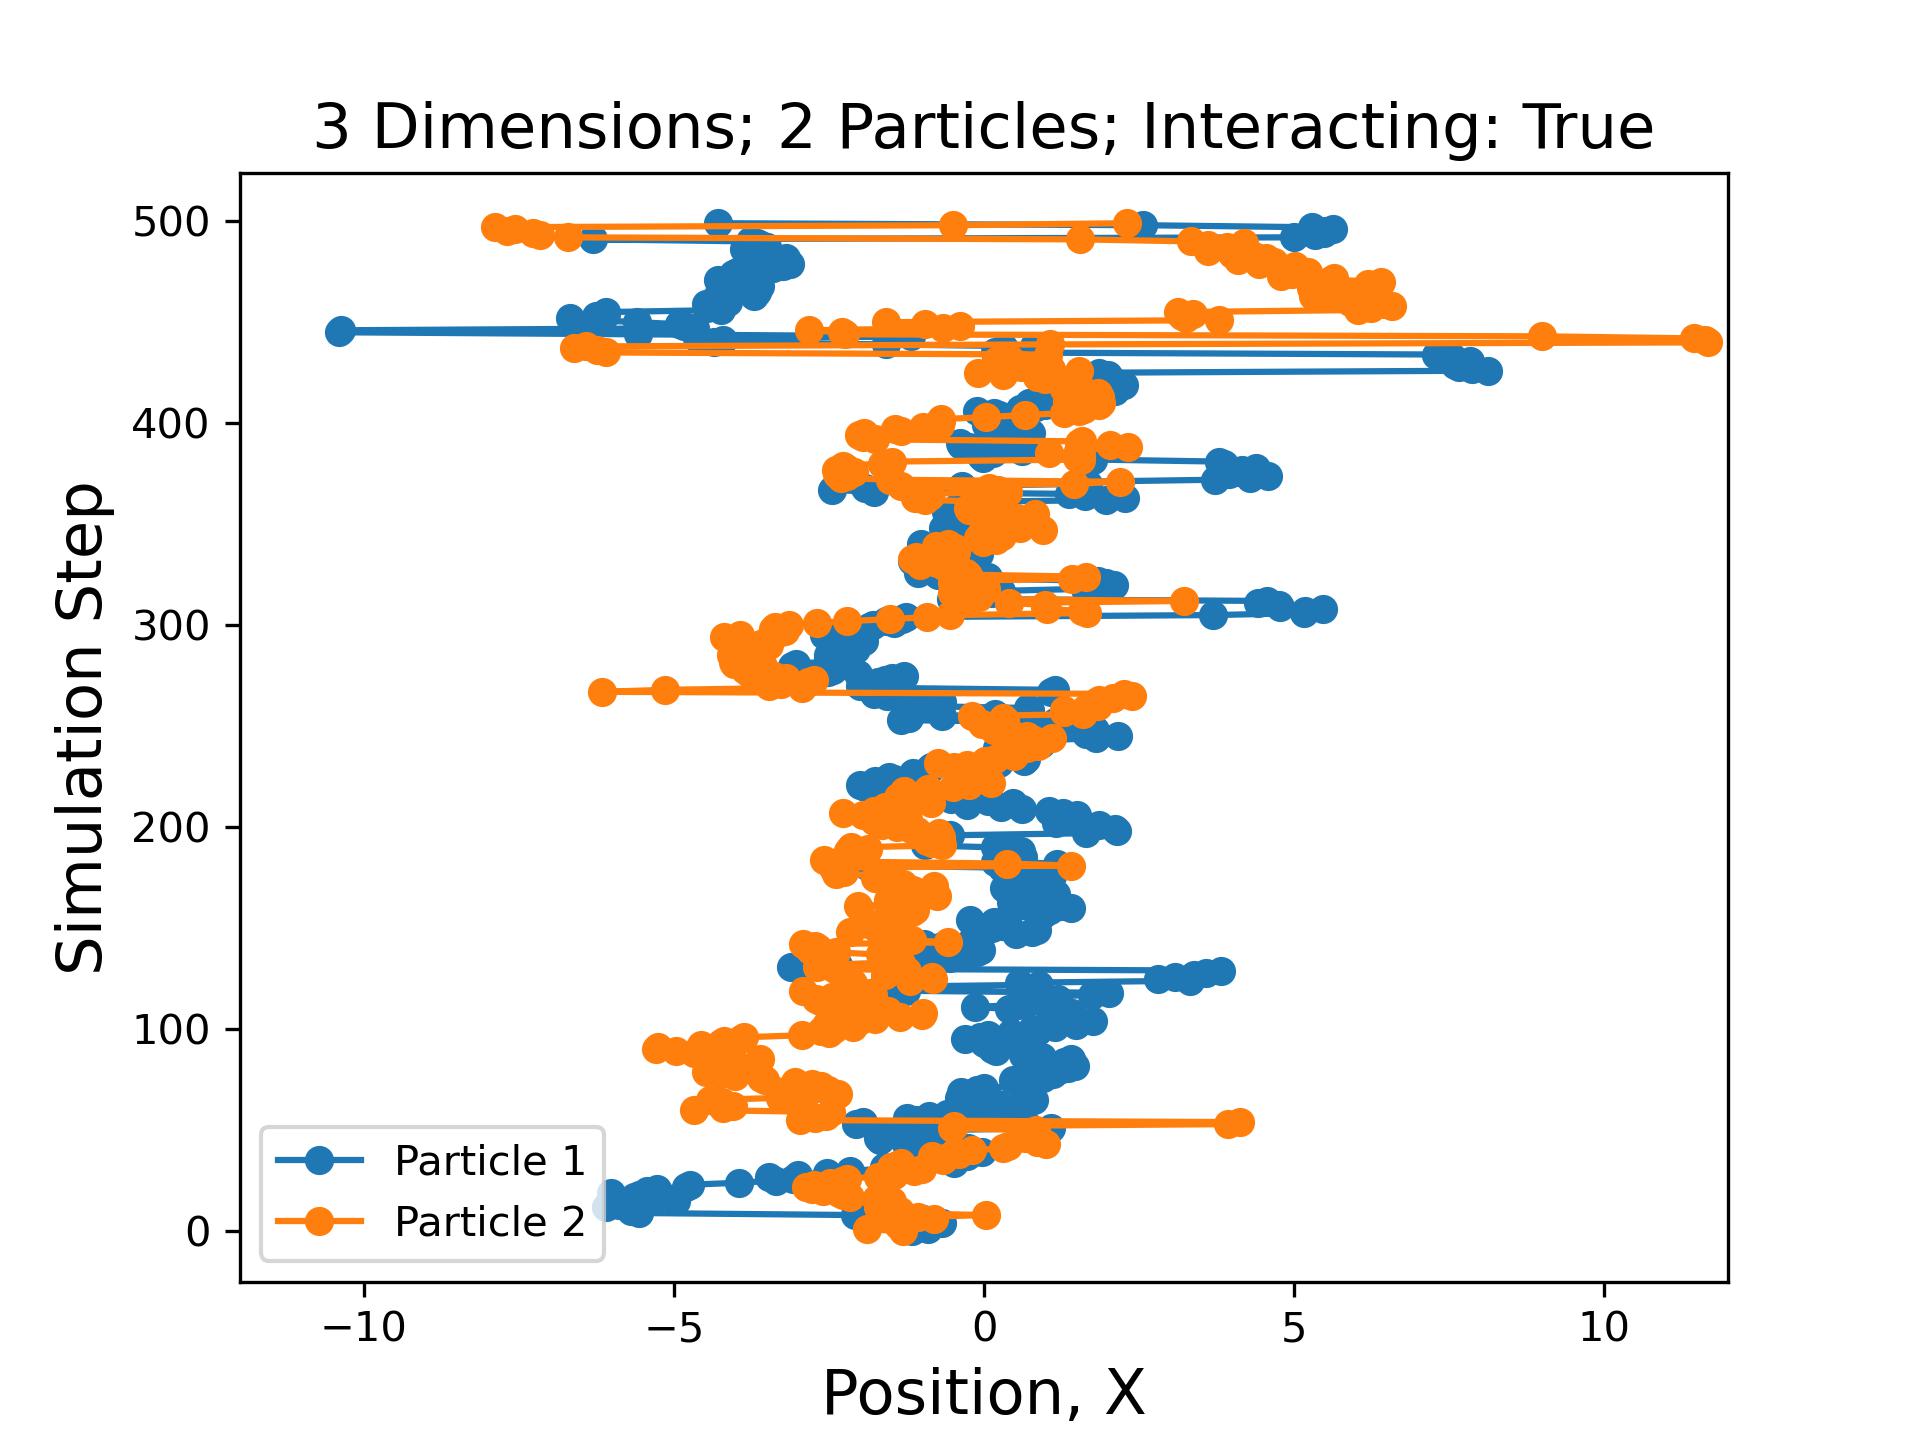 3 Dimensions; 2 Particles; Interacting: True
Simulation Step
500
400
300
200
100
0
Particle 1
Particle 2
−10
−5
0
5
10
Position, X